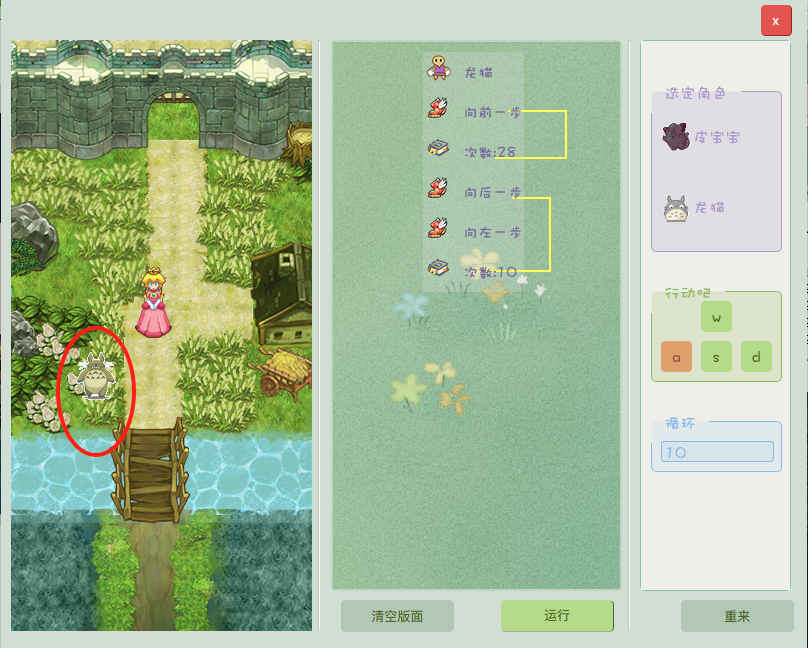 x
龙猫
向前一步
次数:28
向后一步
向左一步
次数:10
选定角色
皮宝宝
龙猫
行动吧
w
a
s
d
循环
10
清空版面
运行
重来